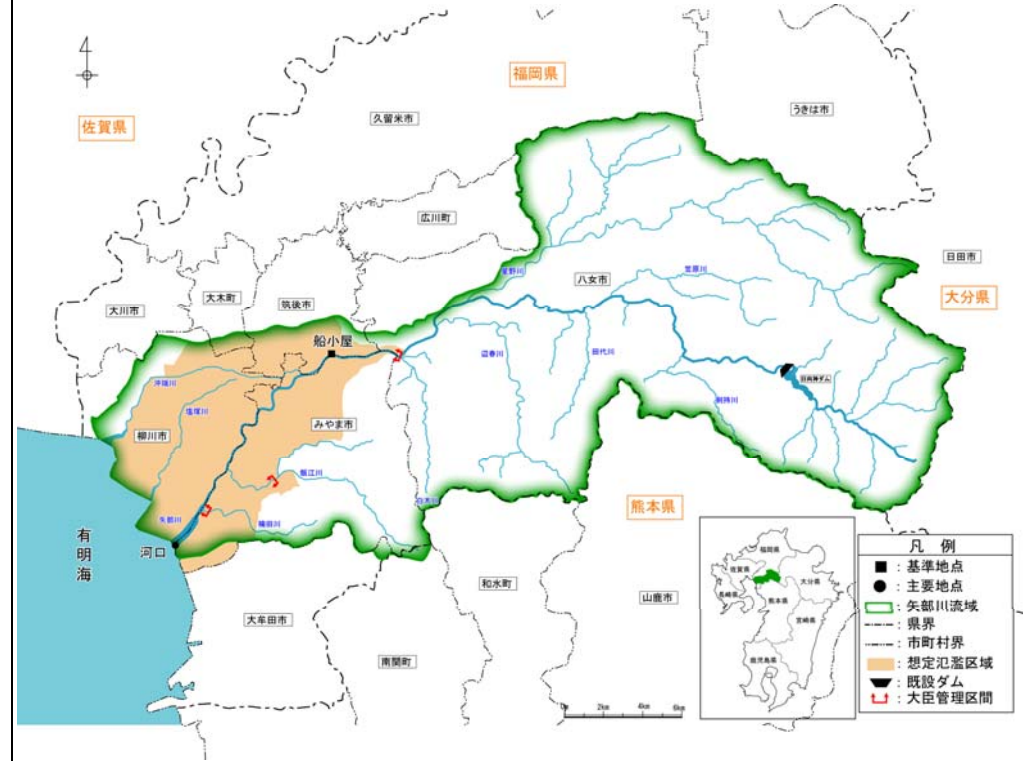 4
福岡県
佐賀県
久留米市
うきは市
広川町
日田市
大分県
星野川
八女市
笠原川
大川市
大木町
筑後市
船小屋
辺春川
田代川
日向神ダム
剣持川
沖端川
塩塚川
柳川市
みやま市
飯江川
白木川
矢部川
楠田川
熊本県
有明海
河口
和水町
山鹿市
大牟田市
南関町
0m 2km 4km 6km
福岡県
佐賀県
大分県
長崎県
熊本県
宮崎県
鹿児島県
凡 例
:基準地点
:主要地点
:矢部川流域
:県界
:市町村界
:想定氾濫区域
:既設ダム
:大臣管理区間